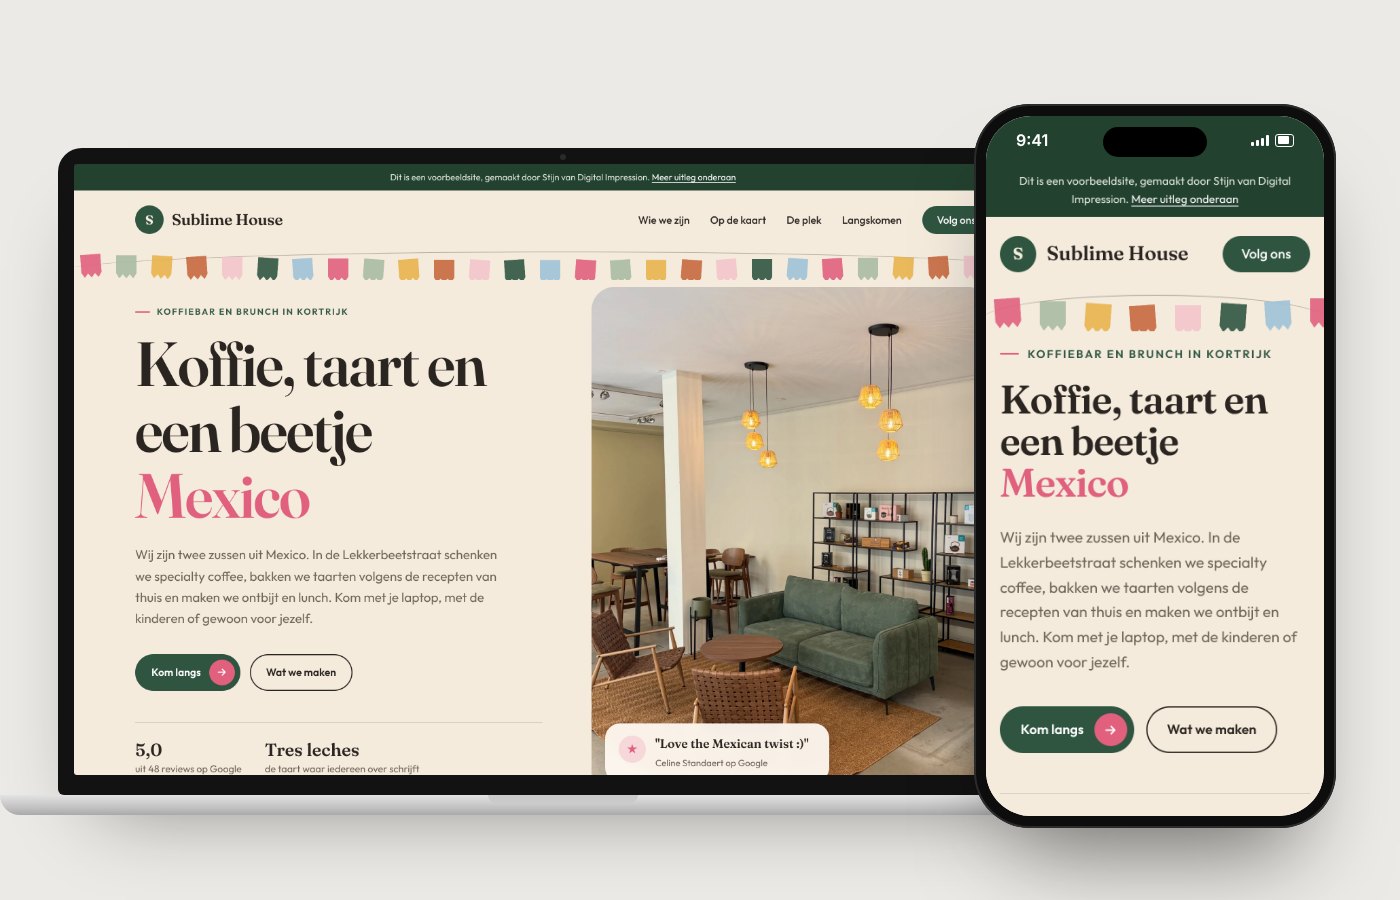 Dit is een voorbeeldsite, gemaakt door Stijn van Digital Impression. Meer uitleg onderaan
S Sublime House
Wie we zijn Op de kaart De plek Langskomen Volg ons
KOFFIEBAR EN BRUNCH IN KORTRIJK
Koffie, taart en
een beetje
Mexico
Wij zijn twee zussen uit Mexico. In de Lekkerbeetstraat schenken
we specialty coffee, bakken we taarten volgens de recepten van
thuis en maken we ontbijt en lunch. Kom met je laptop, met de
kinderen of gewoon voor jezelf.
Kom langs Wat we maken
5,0 Tres leches
uit 48 reviews op Google de taart waar iedereen over schrijft
"Love the Mexican twist :)"
Celine Standaert op Google
9:41
Dit is een voorbeeldsite, gemaakt door Stijn van Digital
Impression. Meer uitleg onderaan
S Sublime House Volg ons
KOFFIEBAR EN BRUNCH IN KORTRIJK
Koffie, taart en
een beetje
Mexico
Wij zijn twee zussen uit Mexico. In de
Lekkerbeetstraat schenken we specialty
coffee, bakken we taarten volgens de
recepten van thuis en maken we ontbijt en
lunch. Kom met je laptop, met de kinderen of
gewoon voor jezelf.
Kom langs Wat we maken